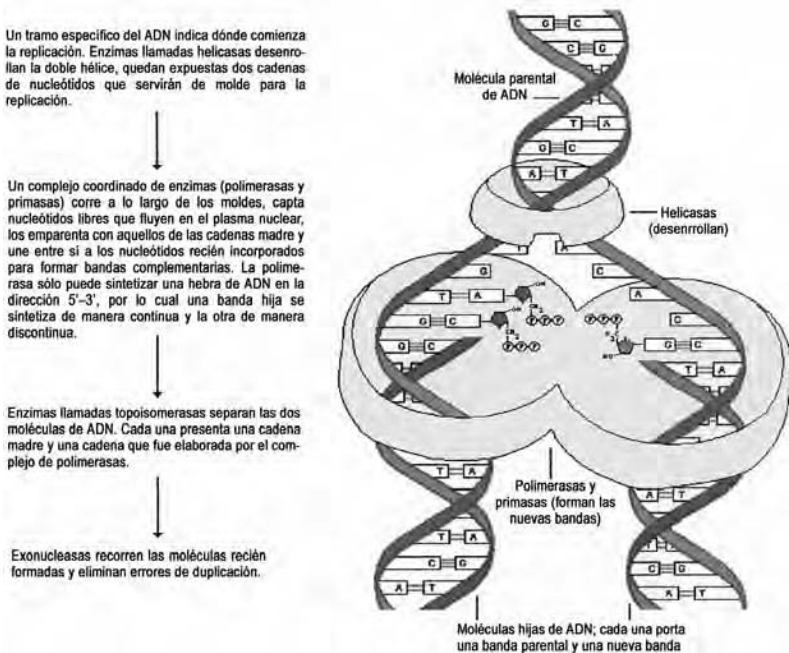 Un tramo específico del ADN indica dónde comienza
la replicación. Enzimas llamadas helicasas desenro-
llan la doble hélice, quedan expuestas dos cadenas
de nucleótidos que servirán de molde para la
replicación.
Un complejo coordinado de enzimas (polimerasas y
primasas) corre a lo largo de los moldes, capta
nucleótidos libres que fluyen en el plasma nuclear,
los emparenta con aquellos de las cadenas madre y
une entre si a los nucleótidos recién incorporados
para formar bandas complementarias. La polime-
rasa sólo puede sintetizar una hebra de ADN en la
dirección 5'–3', por lo cual una banda hija se
sintetiza de manera continua y la otra de manera
discontinua.
Enzimas llamadas topoisomerasas separan las dos
moléculas de ADN. Cada una presenta una cadena
madre y una cadena que fue elaborada por el com-
plejo de polimerasas.
Exonucleasas recorren las moléculas recién
formadas y eliminan errores de duplicación.
G C
C G
Molécula parental
de ADN
T A
G C
A T
Helicasas
(desenrrollan)
T A
G C
T A
A
G C
C
G C
G C
T A
Polimerasas y
primasas (forman las
nuevas bandas)
T A
A T
T A
T A
C G
C G
A T
A T
Moléculas hijas de ADN; cada una porta
una banda parental y una nueva banda